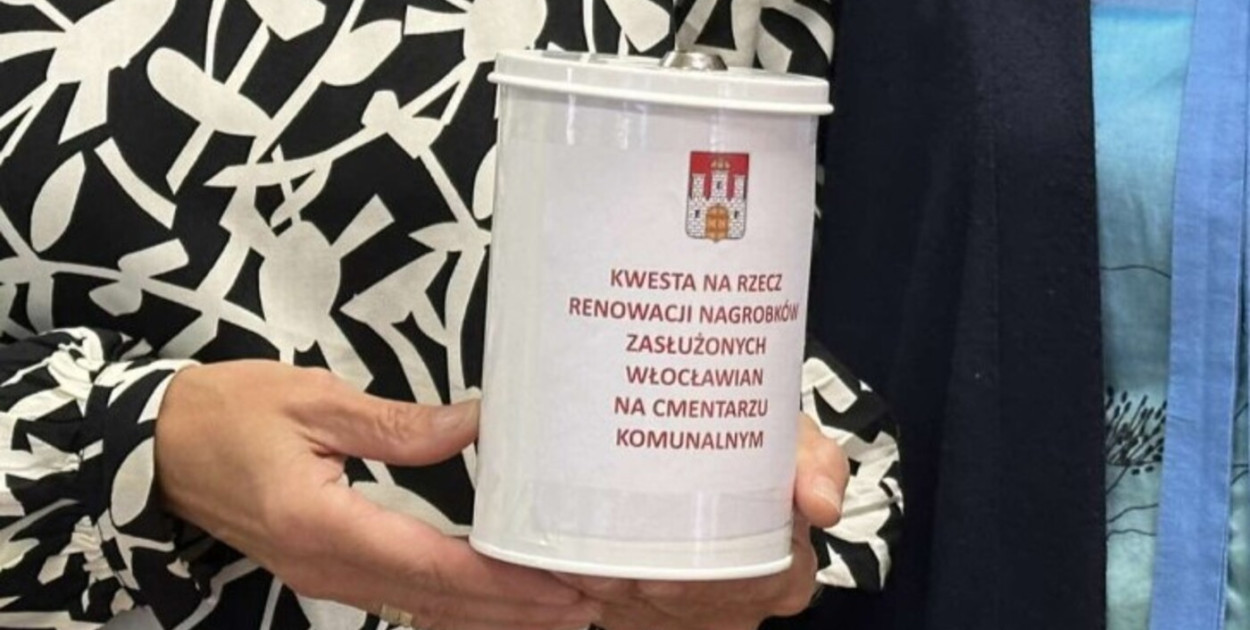 KWESTA NA RZECZ
RENOWACJI NAGROBKÓW
ZASŁUŻONYCH
WŁOCŁAWIAN
NA CMENTARZU
KOMUNALNYM